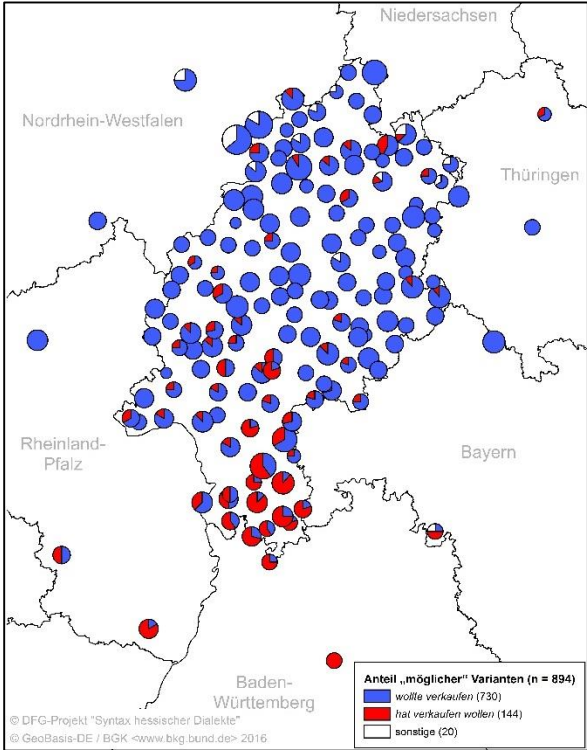 Niedersachsen
Nordrhein-Westfalen
Thüringen
Rheinland-
Pfalz
Bayern
Baden-
Württemberg
Anteil „möglicher“ Varianten (n = 894)
wollte verkaufen (730)
hat verkaufen wollen (144)
sonstige (20)
© DFG-Projekt "Syntax hessischer Dialekte"
© GeoBasis-DE / BGK <www.bkg.bund.de> 2016